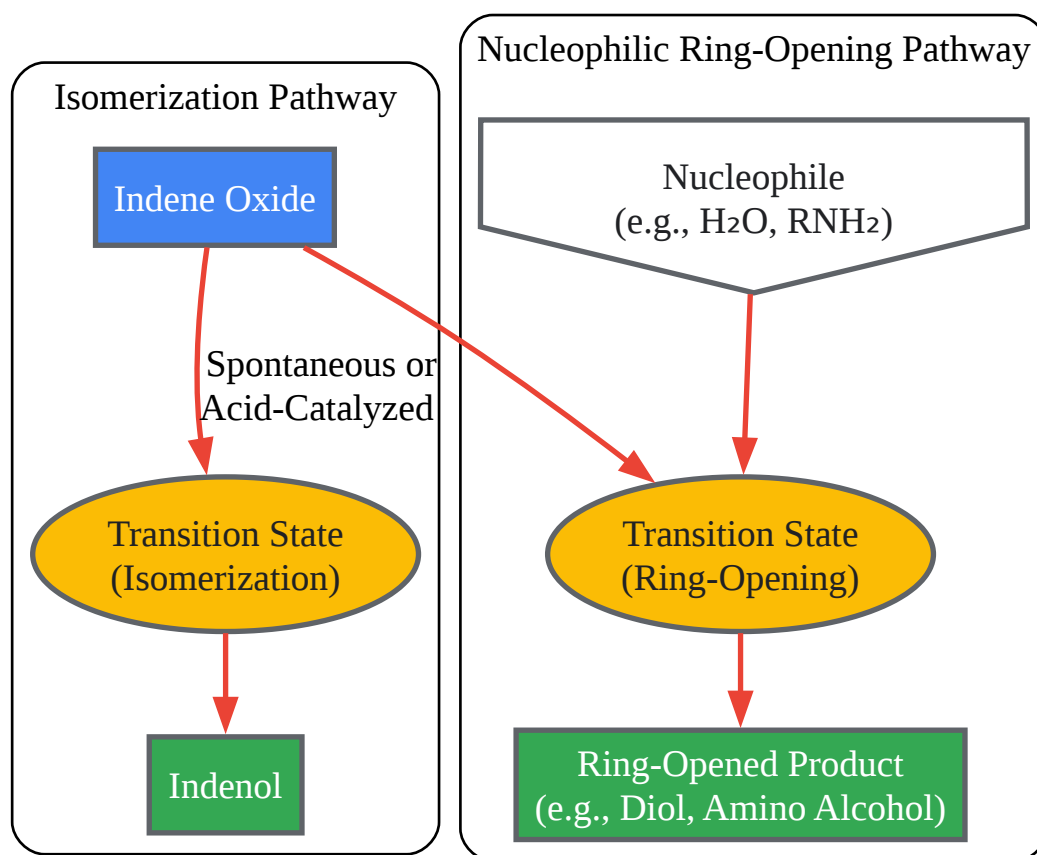 Isomerization Pathway
Indene Oxide
Spontaneous or
Acid-Catalyzed
Transition State
(Isomerization)
Indenol
Nucleophilic Ring-Opening Pathway
Nucleophile
(e.g., H₂O, RNH₂)
Transition State
(Ring-Opening)
Ring-Opened Product
(e.g., Diol, Amino Alcohol)